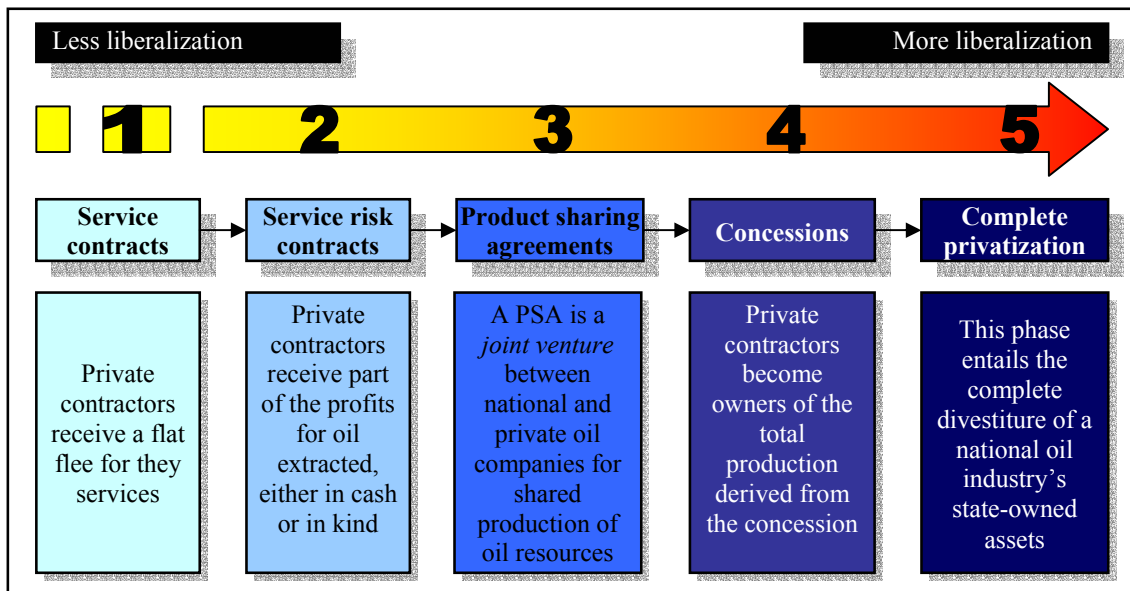 Less liberalization
More liberalization
1
2
3
4
5
Service
contracts
Service risk
contracts
Product sharing
agreements
Concessions
Complete
privatization
Private
contractors
receive a flat
flee for they
services
Private
contractors
receive part
of the profits
for oil
extracted,
either in cash
or in kind
A PSA is a
joint venture
between
national and
private oil
companies for
shared
production of
oil resources
Private
contractors
become
owners of the
total
production
derived from
the concession
This phase
entails the
complete
divestiture of a
national oil
industry’s
state-owned
assets